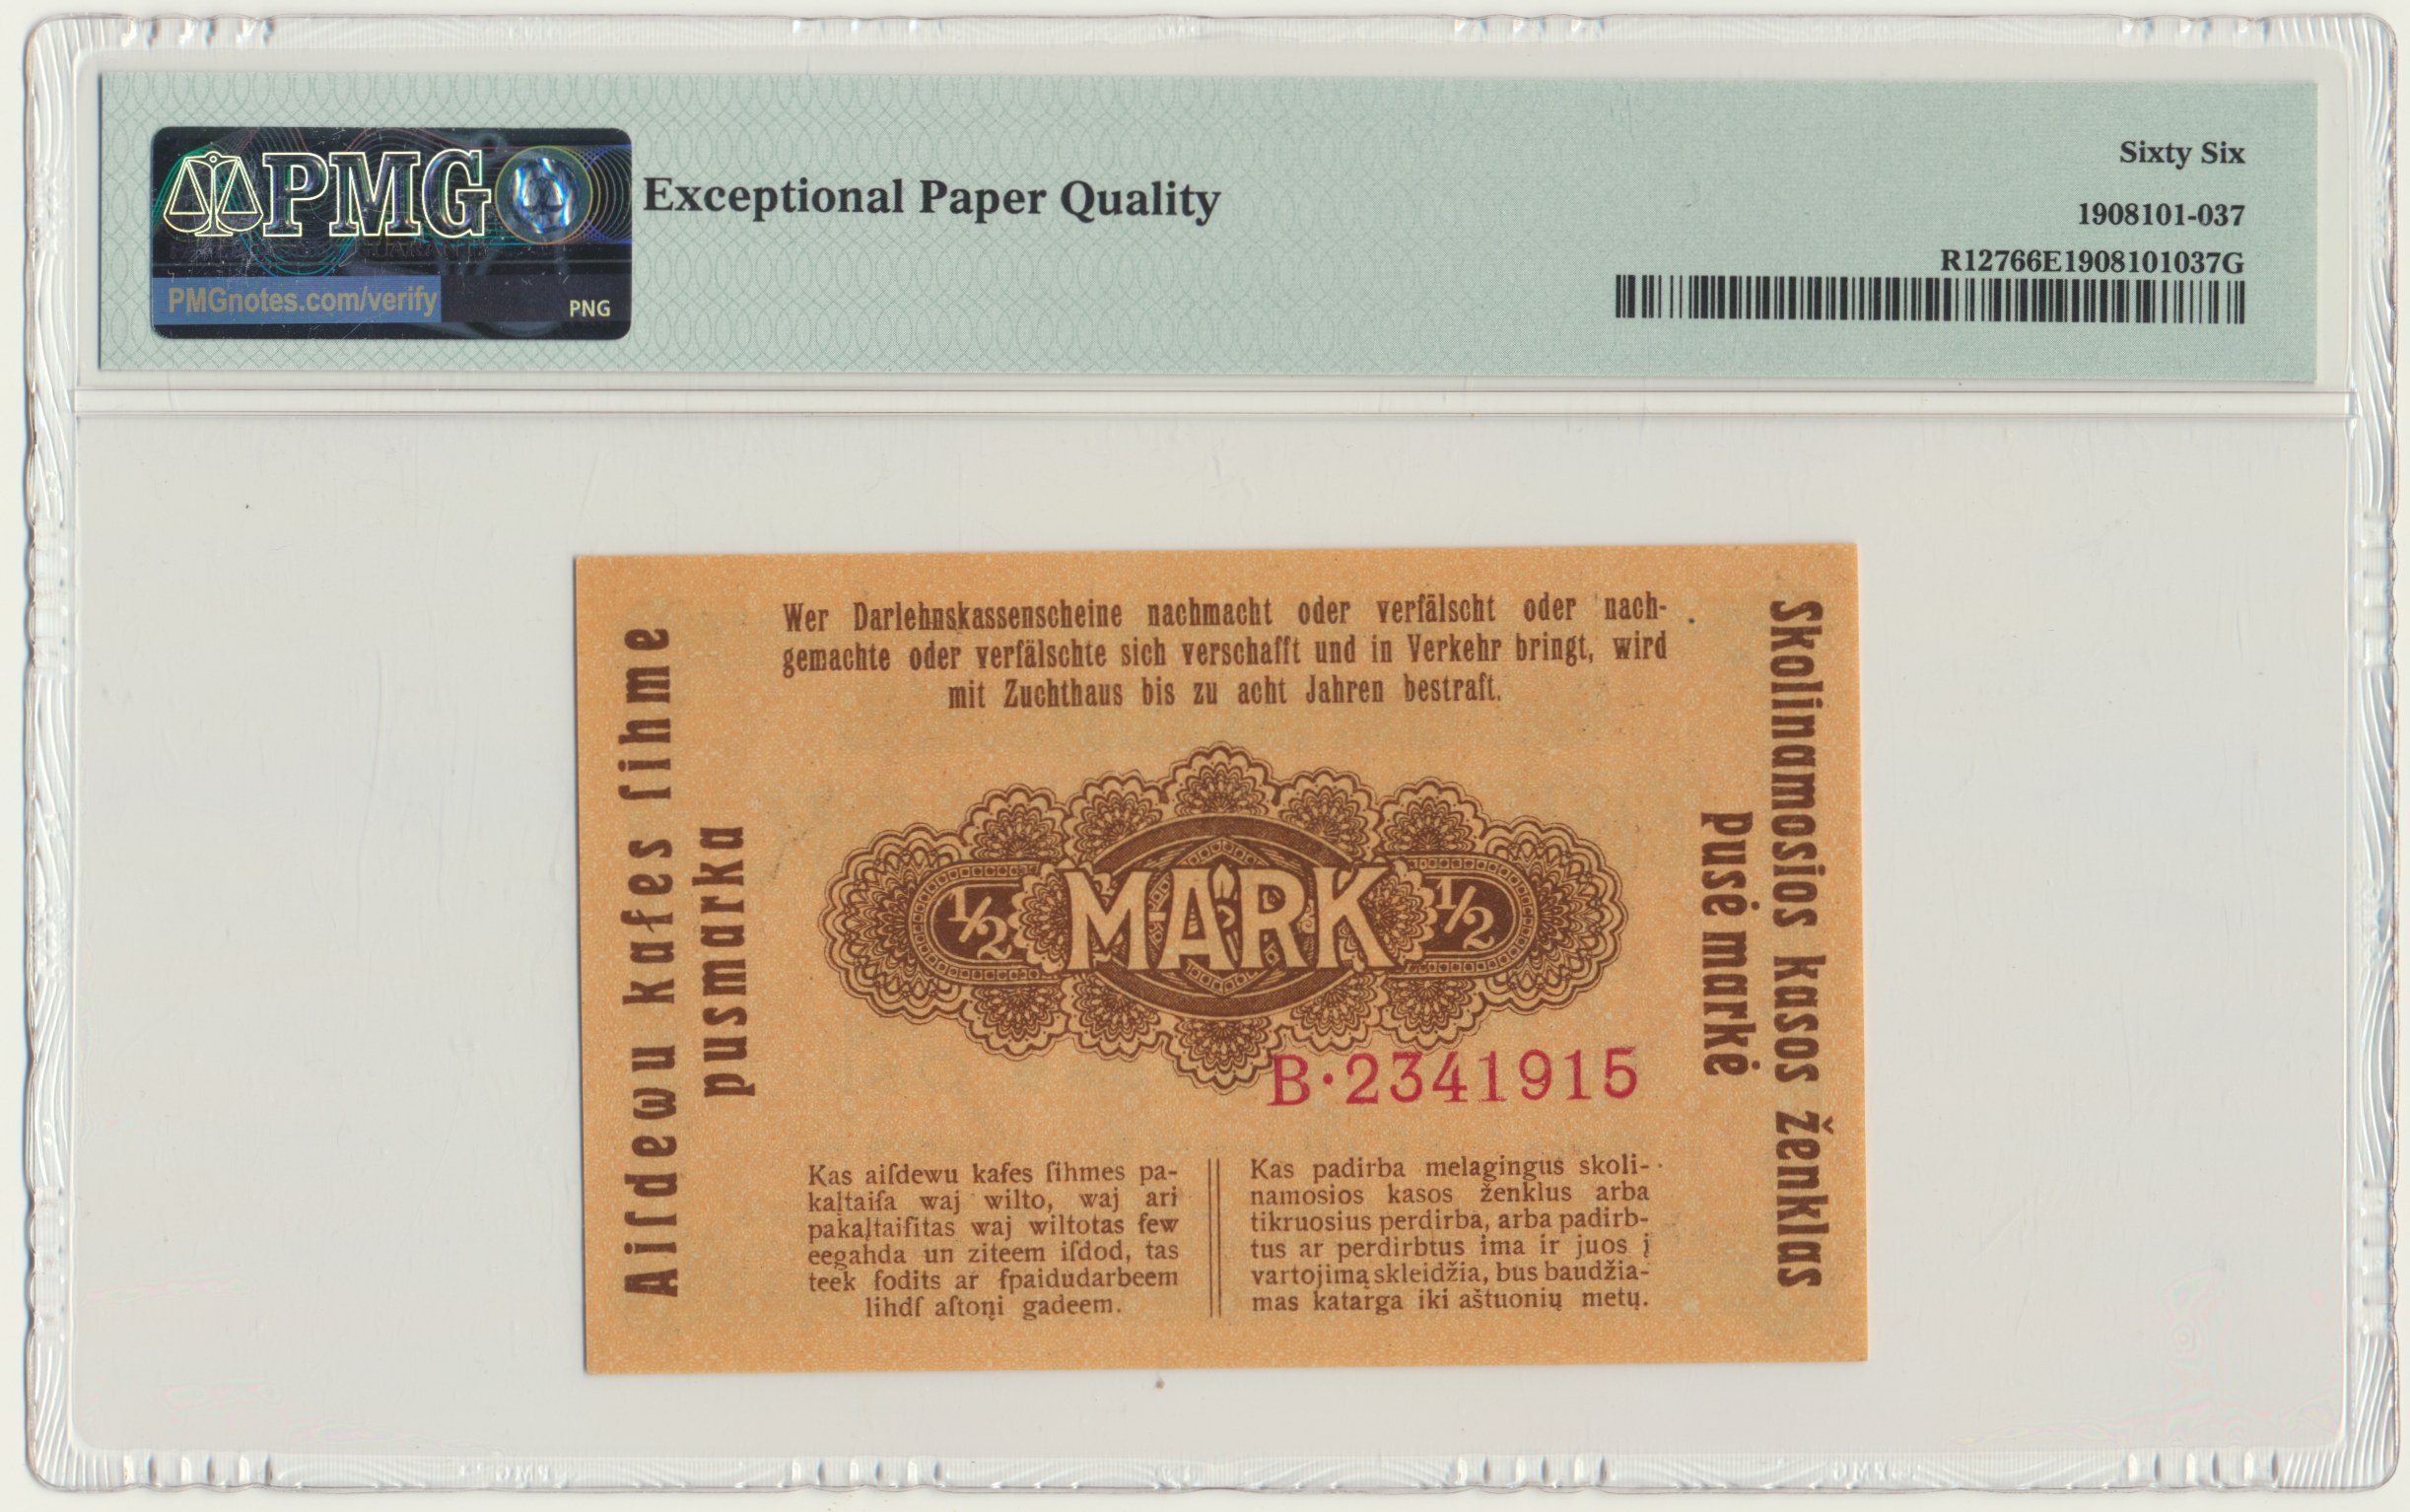 PMG
PMGnotes.com/verify
PNG
Exceptional Paper Quality
Sixty Six
1908101-037
R12766E1908101037G
Aiſdewu kaſes ſihme
pusmarka
Wer Darlehnskassenscheine nachmacht oder verfälscht oder nach-
gemachte oder verfälschte sich verschafft und in Verkehr bringt, wird
mit Zuchthaus bis zu acht Jahren bestraft.
1/2 MARK 1/2
B·2341915
Kas aiſdewu kaſes ſihmes pa-
kaļtaiſa waj wilto, waj ari
pakaļtaiſitas waj wiltotas ſew
eegahda un ziteem iſdod, tas
teek ſodits ar ſpaidudarbeem
lihdſ aſtoņi gadeem.
Kas padirba melagingus skoli-
namosios kasos ženklus arba
tikruosius perdirba, arba padirb-
tus ar perdirbtus ima ir juos į
vartojimą skleidžia, bus baudžia-
mas katarga iki aštuonių metų.
Skolinamosios kasos ženklas
pusė markė